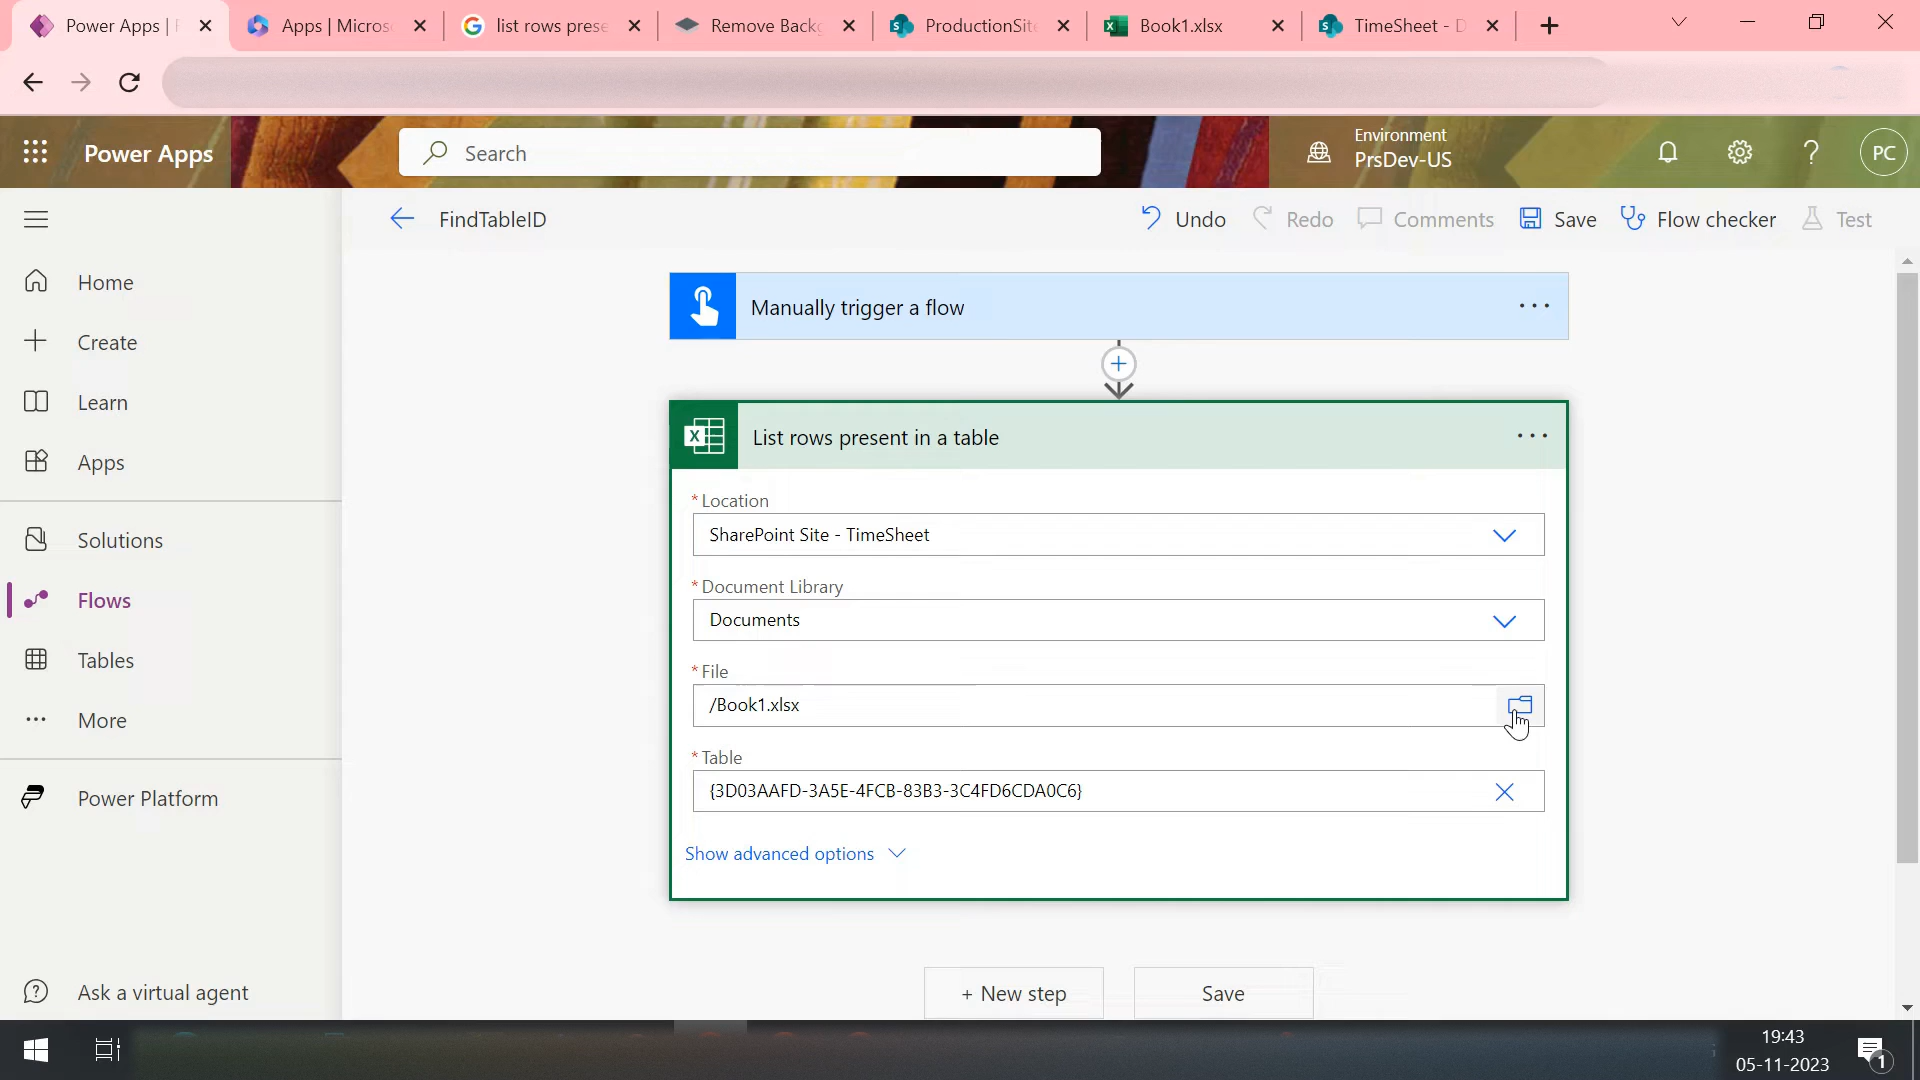 Power Apps | F
Apps | Microso
list rows prese
Remove Backg
ProductionSite
Book1.xlsx
TimeSheet - D
Power Apps
Search
Environment
PrsDev-US
PC
FindTableID
Undo
Redo
Comments
Save
Flow checker
Test
Home
Create
Learn
Apps
Solutions
Flows
Tables
More
Power Platform
Ask a virtual agent
Manually trigger a flow
List rows present in a table
* Location
SharePoint Site - TimeSheet
* Document Library
Documents
* File
/Book1.xlsx
* Table
{3D03AAFD-3A5E-4FCB-83B3-3C4FD6CDA0C6}
Show advanced options
+ New step
Save
19:43
05-11-2023
1